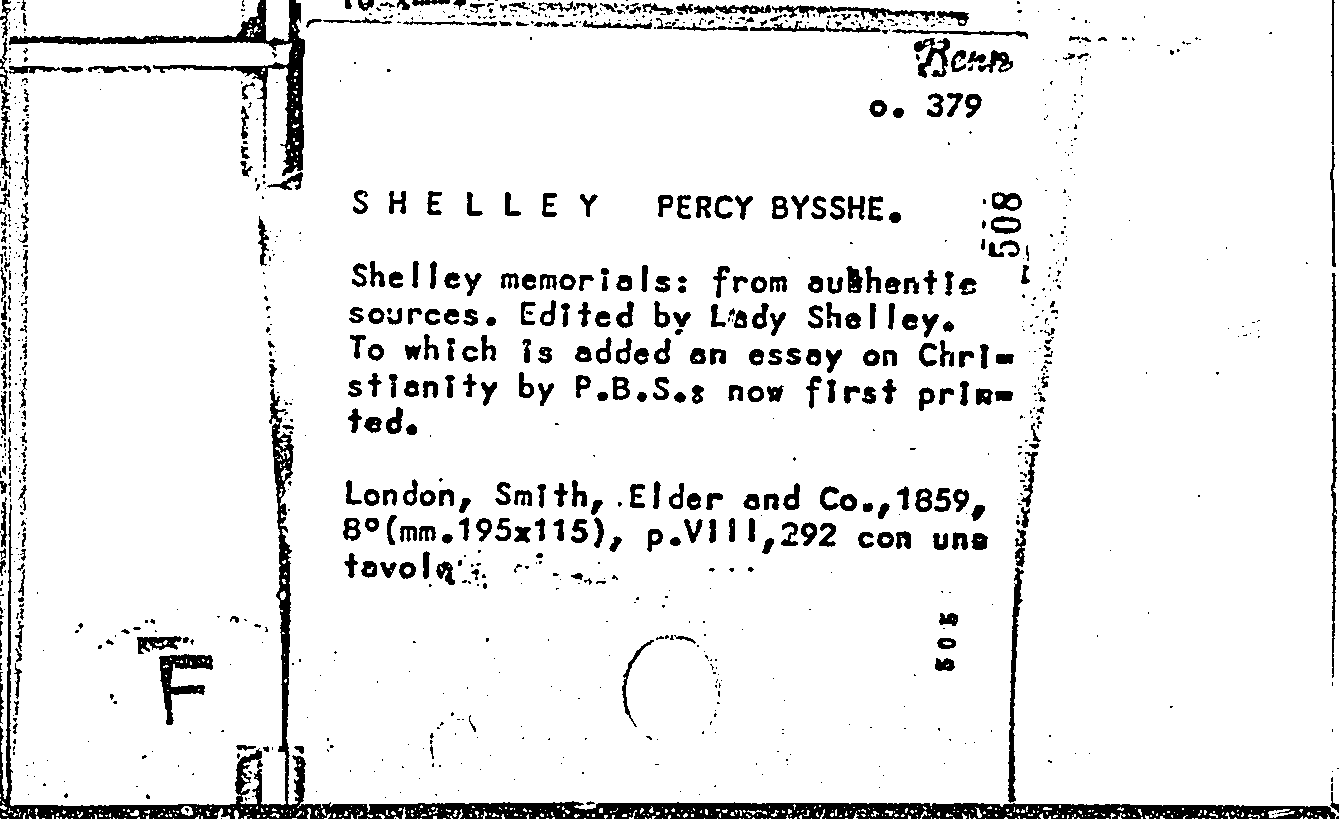 Benn
o. 379
SHELLEY PERCY BYSSHE.
508
Shelley memorials: from authentic
sources. Edited by Lady Shelley.
To which is added an essay on Chri-
stianity by P.B.S.: now first prin-
ted.
London, Smith, Elder and Co.,1859,
8°(mm.195x115), p.VIII,292 con una
tavola
505
F